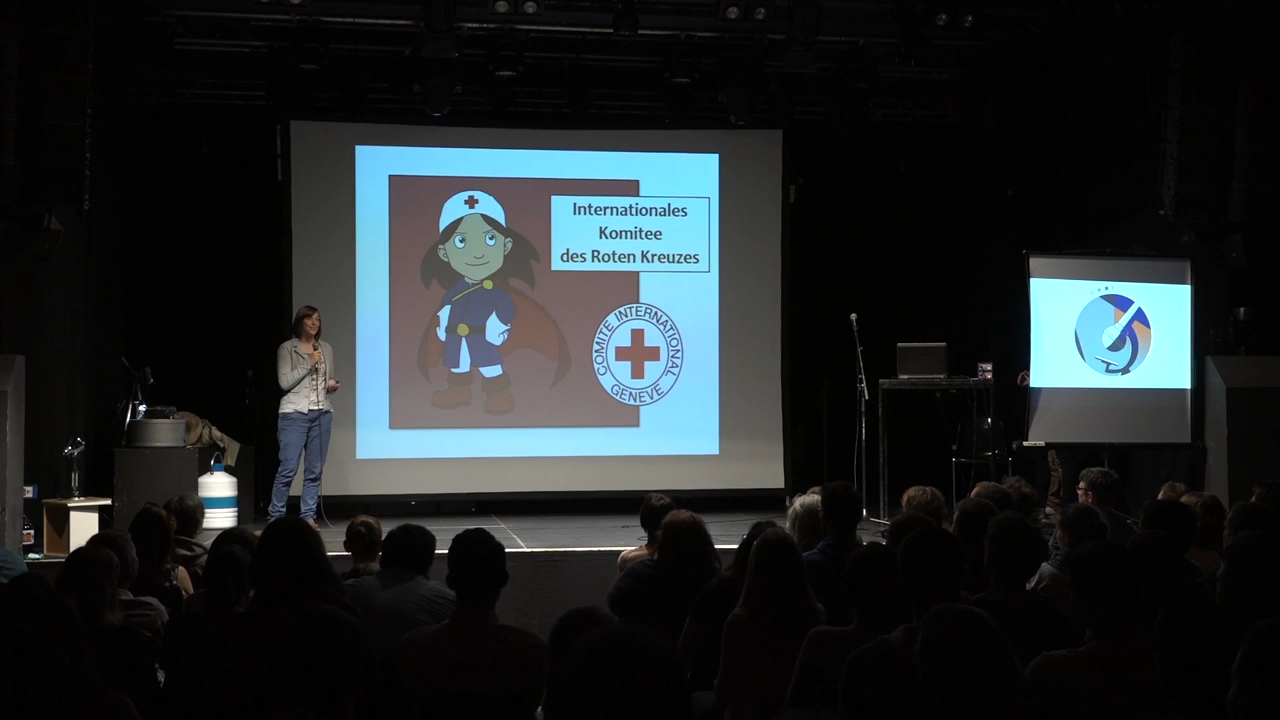 Internationales
Komitee
des Roten Kreuzes
COMITE INTERNATIONAL
GENEVE